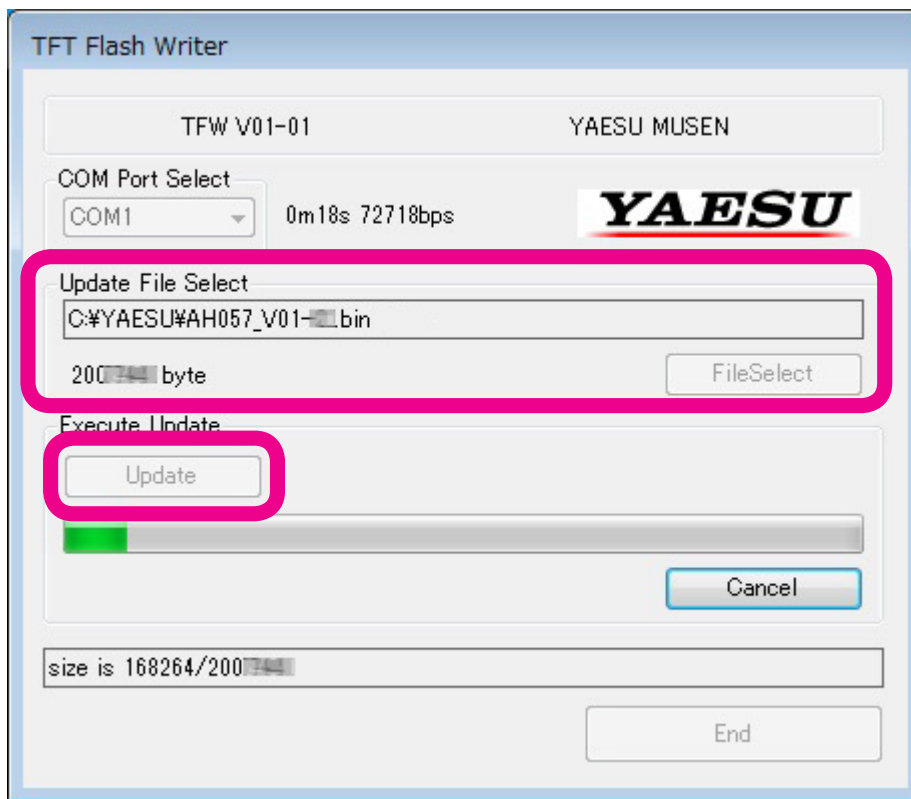 TFT Flash Writer
TFW V01-01 YAESU MUSEN
COM Port Select
COM1 0m18s 72718bps YAESU
Update File Select
C:¥YAESU¥AH057_V01- .bin
200 byte FileSelect
Execute Update
Update
Cancel
size is 168264/200
End